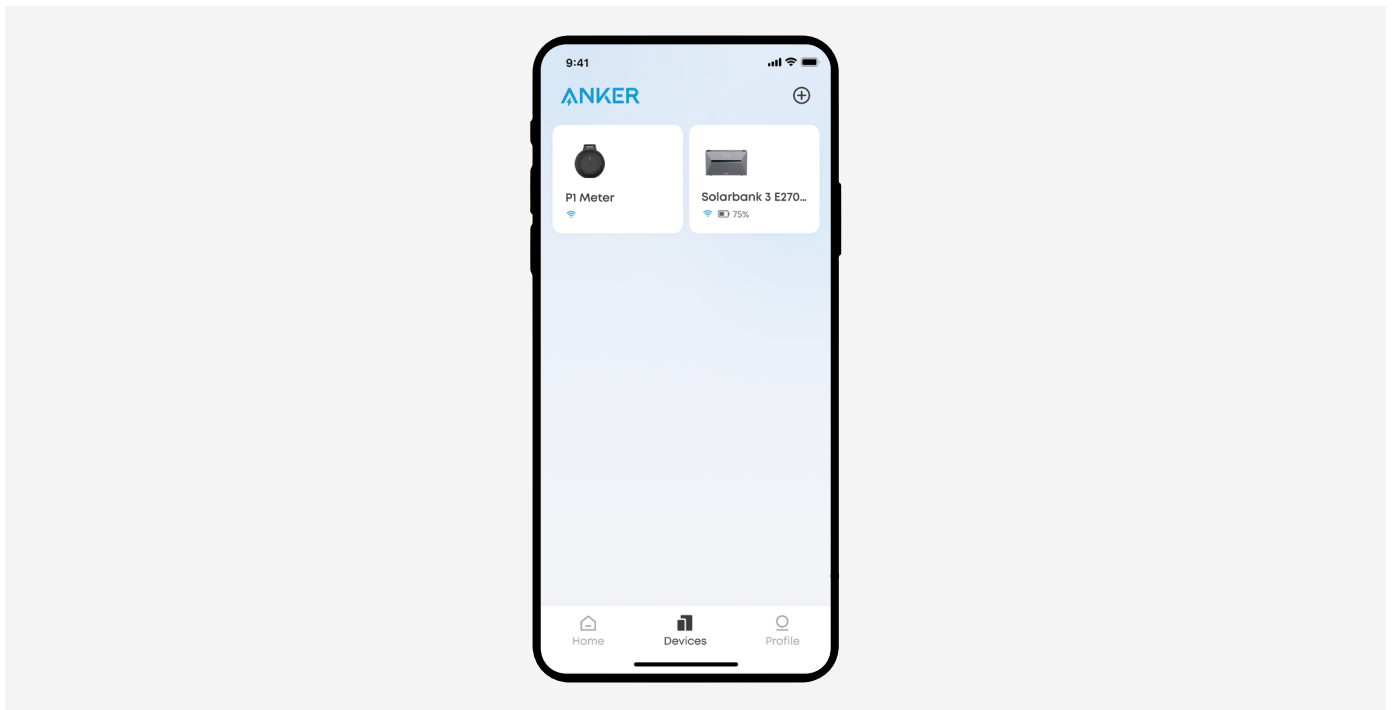 9:41
ANKER
P1 Meter
Solarbank 3 E270...
75%
Home
Devices
Profile